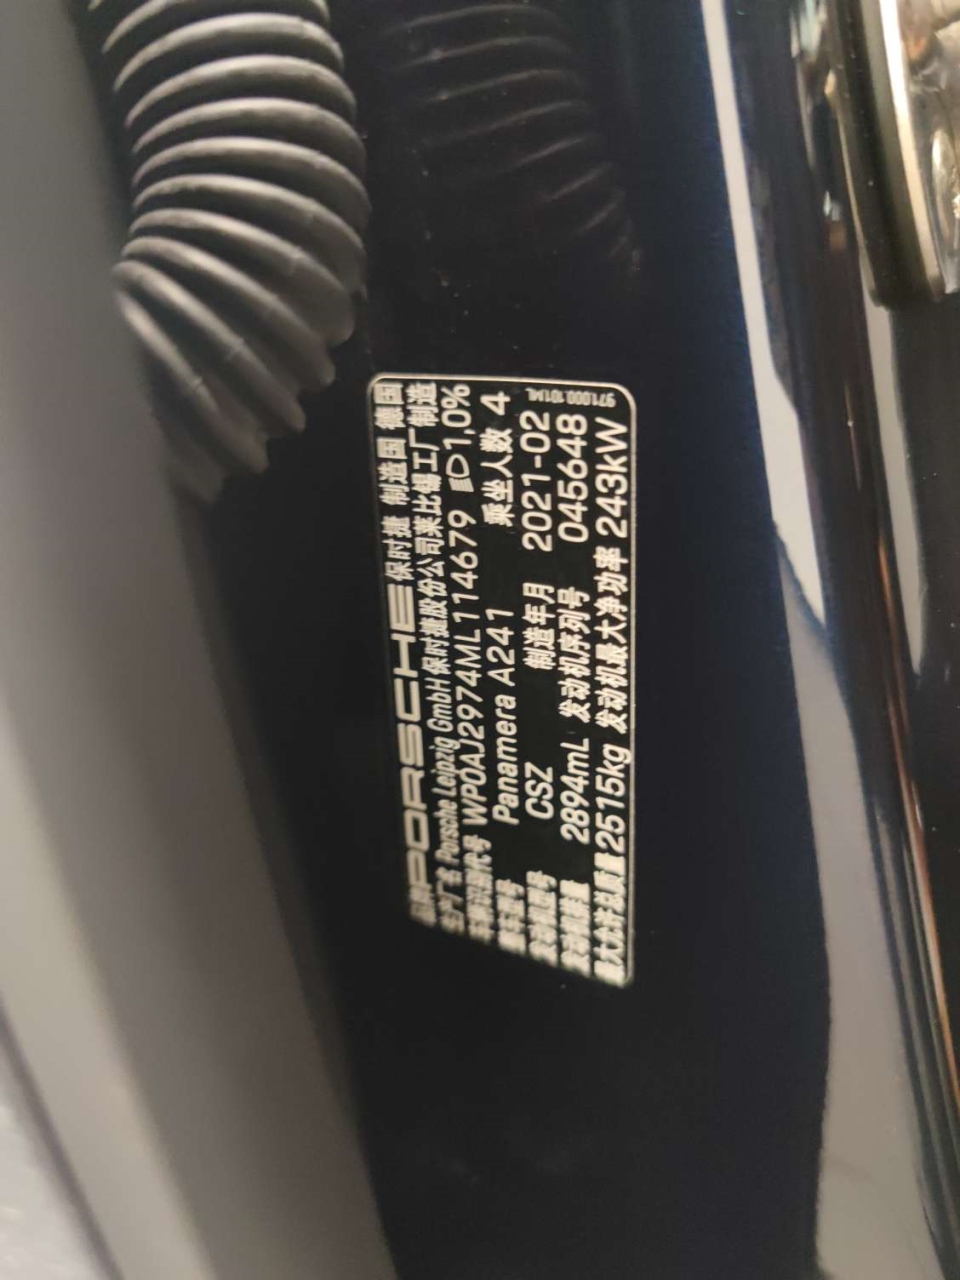 品牌 PORSCHE 保时捷 制造国 德国
生产厂名 Porsche Leipzig GmbH 保时捷股份公司莱比锡工厂制造
车辆识别代号 WP0AJ2974ML114679 1,0%
整车型号 Panamera A241 乘坐人数 4
发动机型号 CSZ 制造年月 2021-02
发动机排量 2894mL 发动机序列号 045648
最大允许总质量 2515kg 发动机最大净功率 243kW
971.000.101.ML